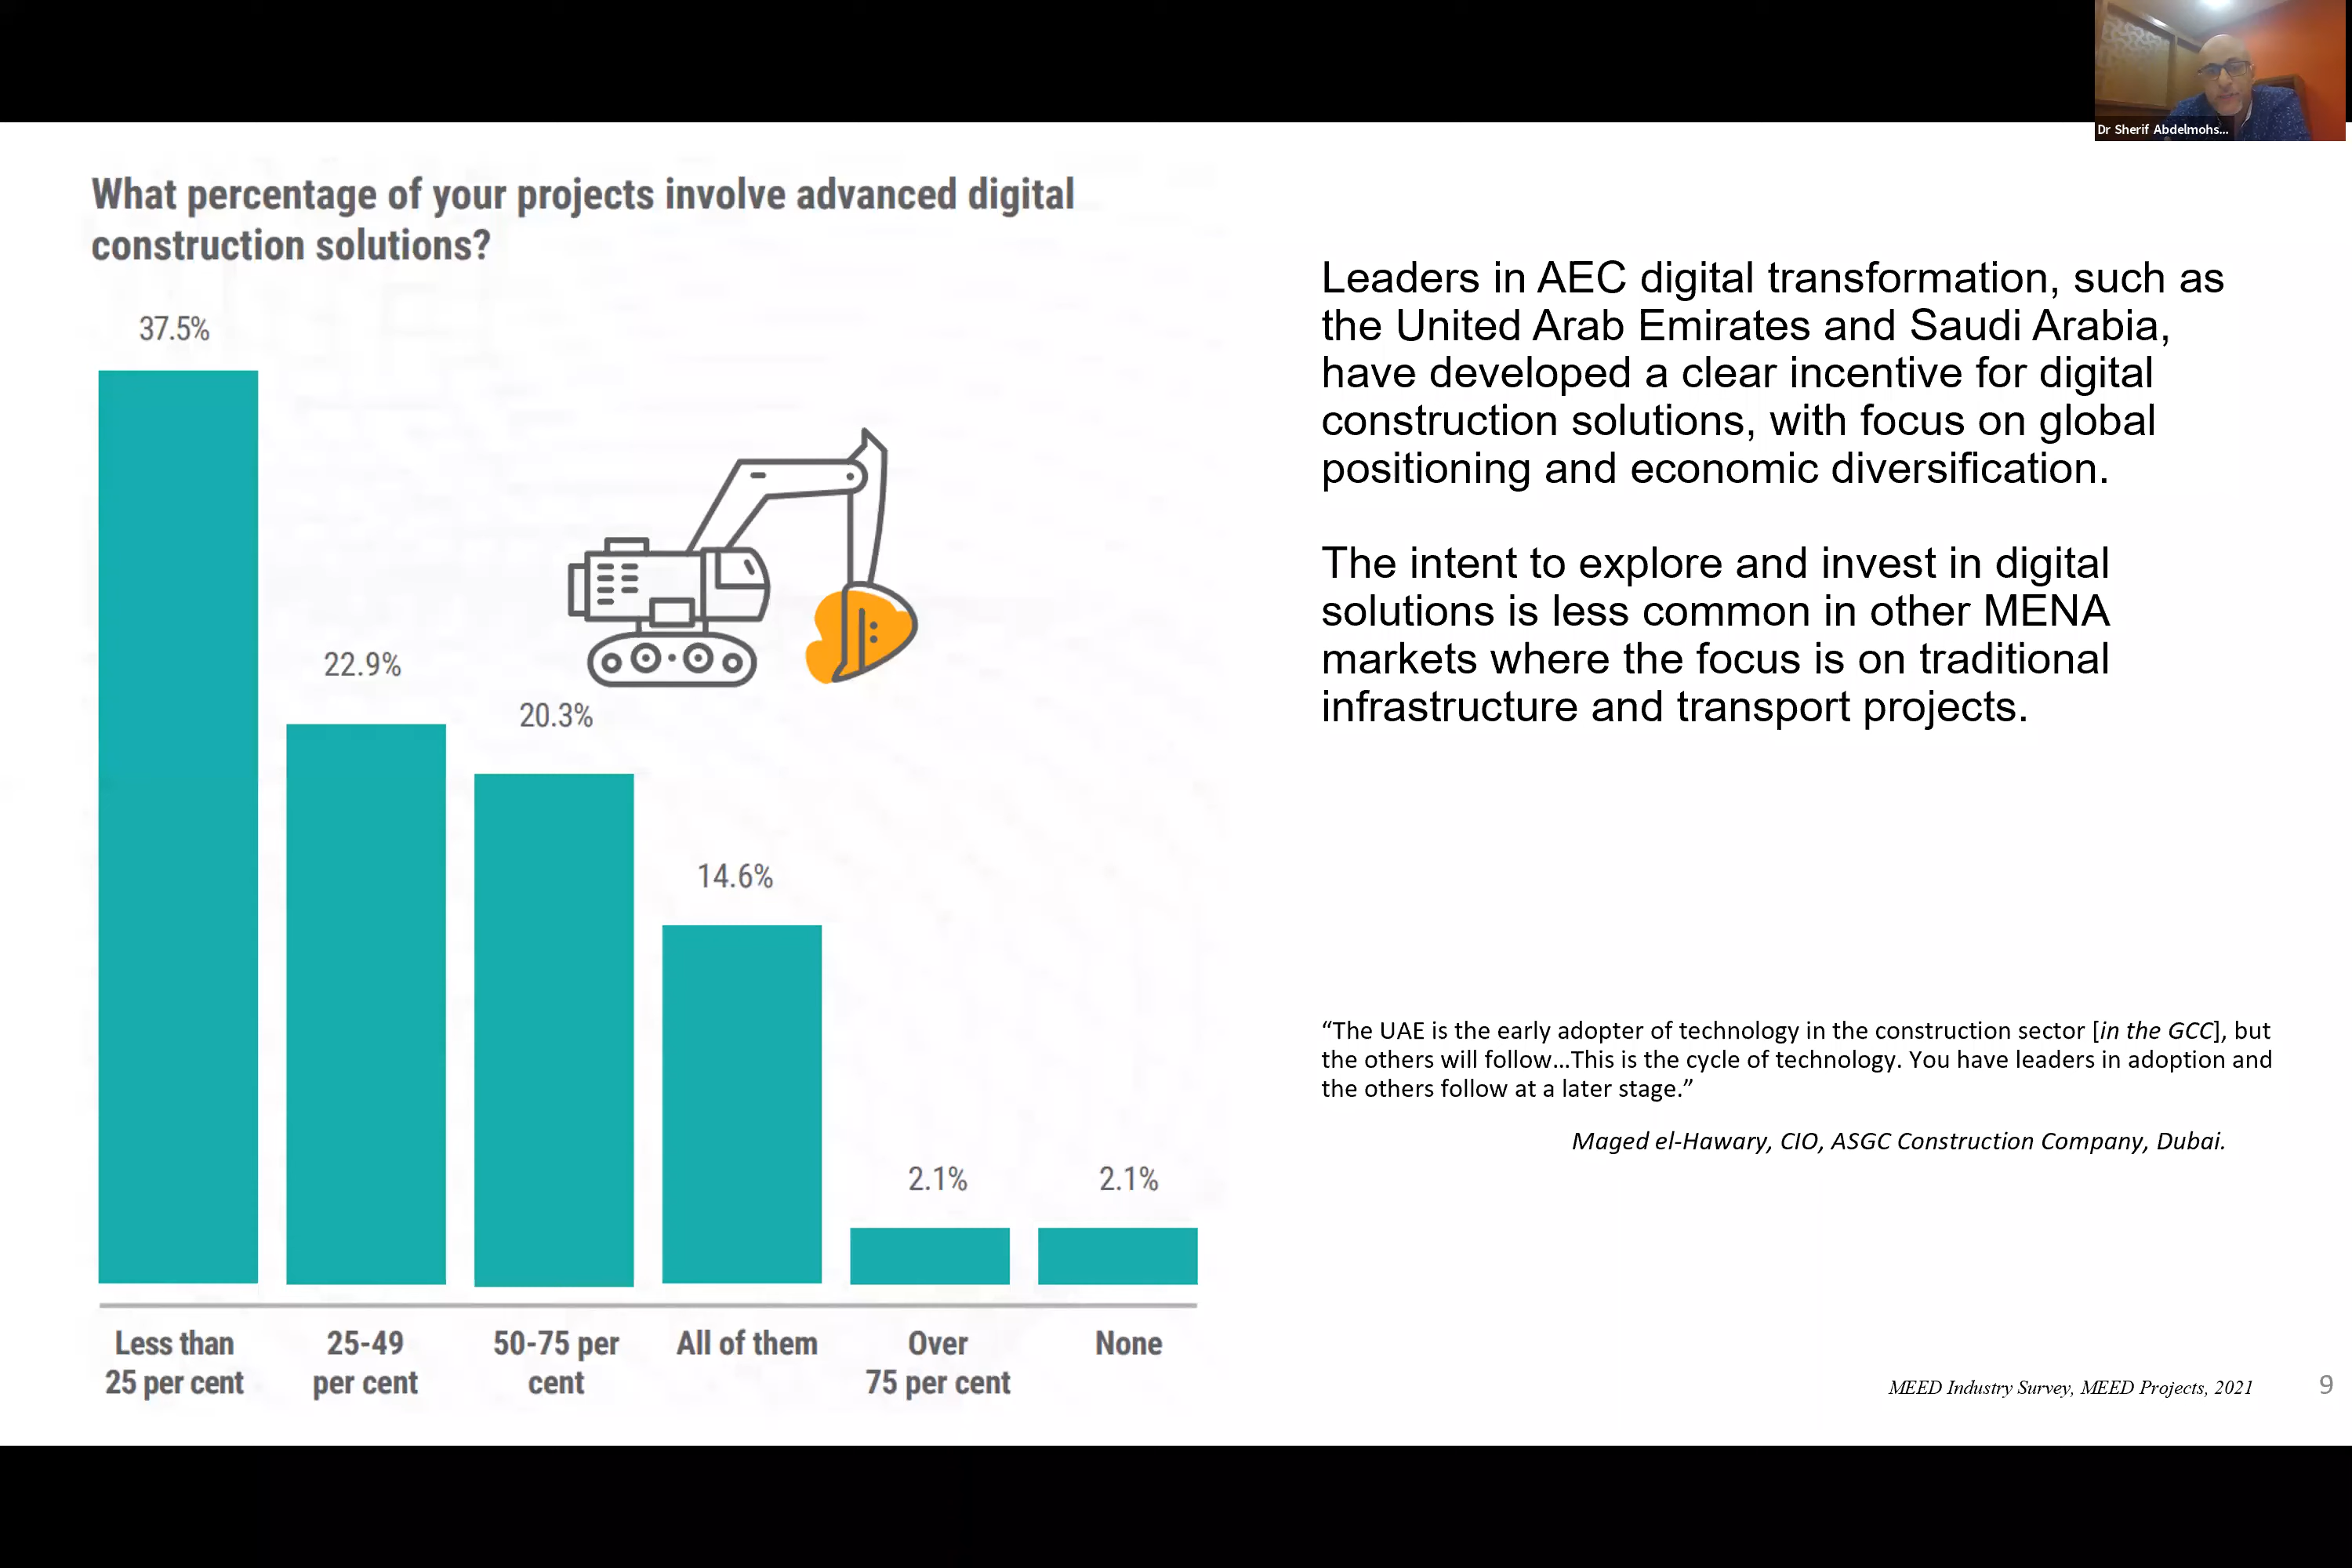 Dr Sherif Abdelmohs...
What percentage of your projects involve advanced digital
construction solutions?
37.5%
22.9%
20.3%
14.6%
2.1%
2.1%
Less than
25 per cent
25-49
per cent
50-75 per
cent
All of them
Over
75 per cent
None
Leaders in AEC digital transformation, such as
the United Arab Emirates and Saudi Arabia,
have developed a clear incentive for digital
construction solutions, with focus on global
positioning and economic diversification.
The intent to explore and invest in digital
solutions is less common in other MENA
markets where the focus is on traditional
infrastructure and transport projects.
“The UAE is the early adopter of technology in the construction sector [in the GCC], but
the others will follow…This is the cycle of technology. You have leaders in adoption and
the others follow at a later stage.”
Maged el-Hawary, CIO, ASGC Construction Company, Dubai.
MEED Industry Survey, MEED Projects, 2021
9